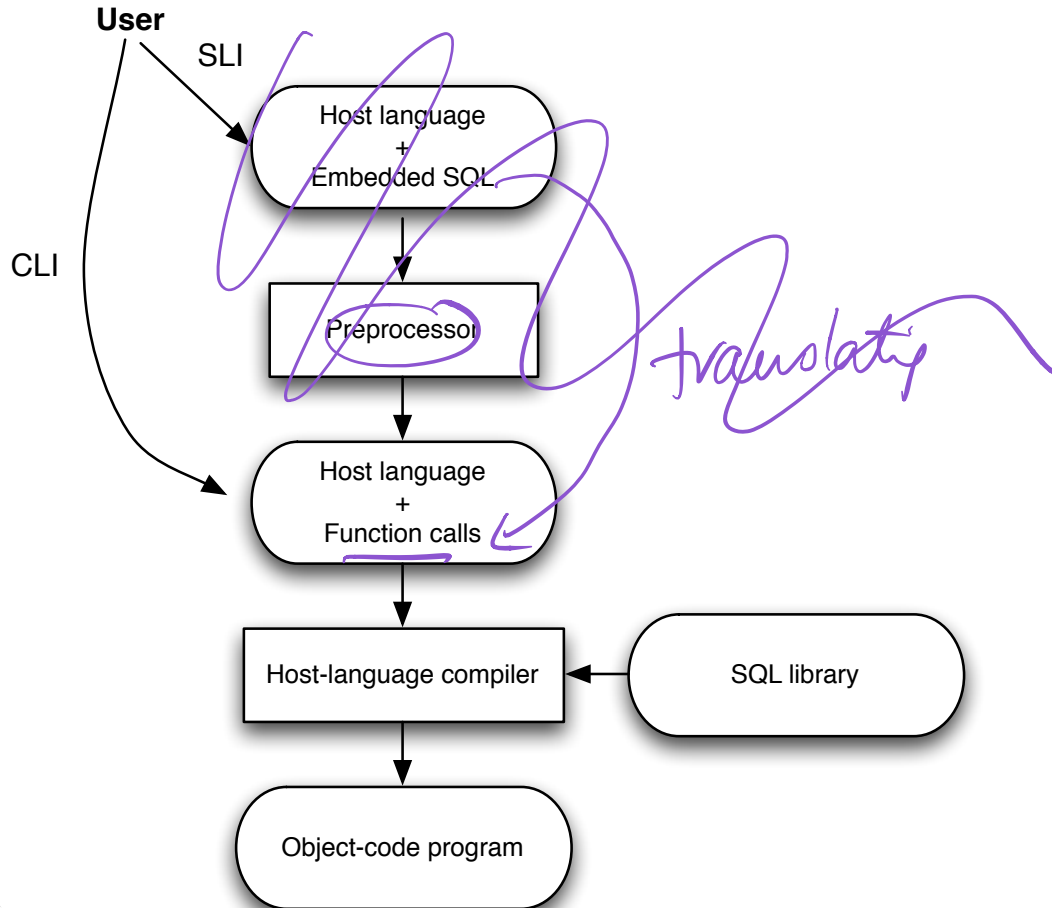 User
SLI
Host language
+
Embedded SQL
CLI
Preprocessor
Host language
+
Function calls
Host-language compiler
SQL library
Object-code program